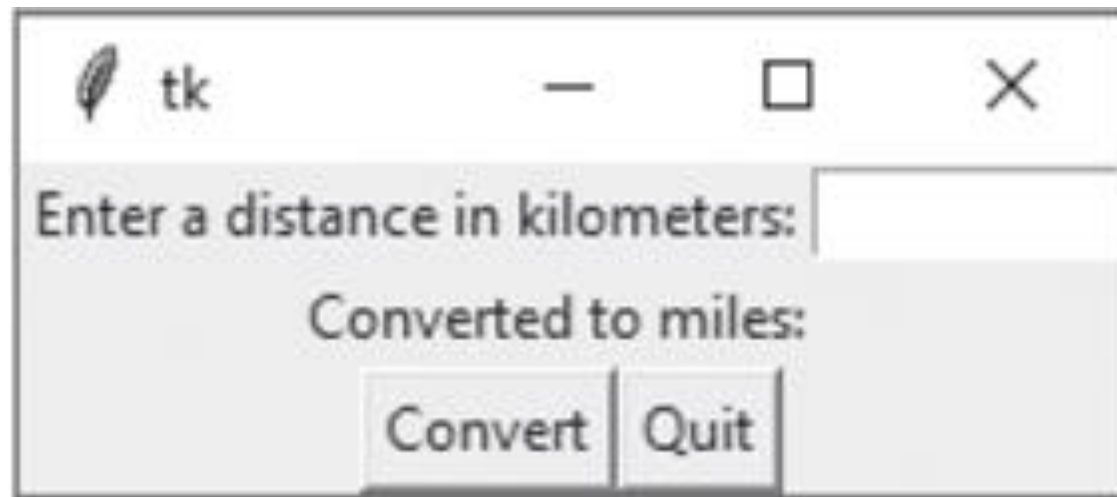 tk
Enter a distance in kilometers:
Converted to miles:
Convert Quit